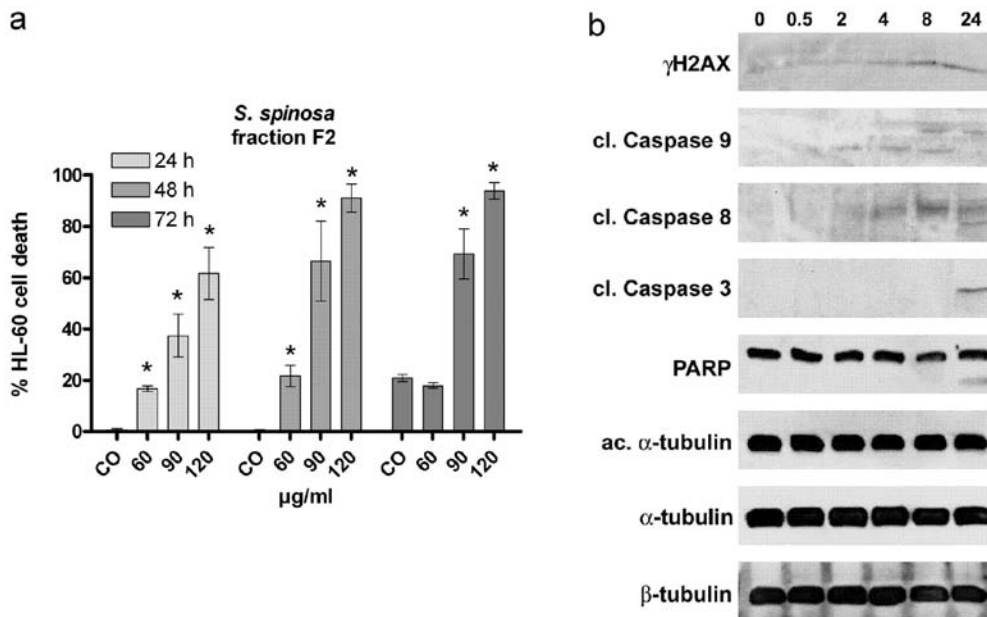 a
S. spinosa
fraction F2
24 h
48 h
72 h
% HL-60 cell death
100
80
60
40
20
0
* * * * * * * *
CO 60 90 120 CO 60 90 120 CO 60 90 120
µg/ml
b
0 0.5 2 4 8 24
γH2AX
cl. Caspase 9
cl. Caspase 8
cl. Caspase 3
PARP
ac. α-tubulin
α-tubulin
β-tubulin